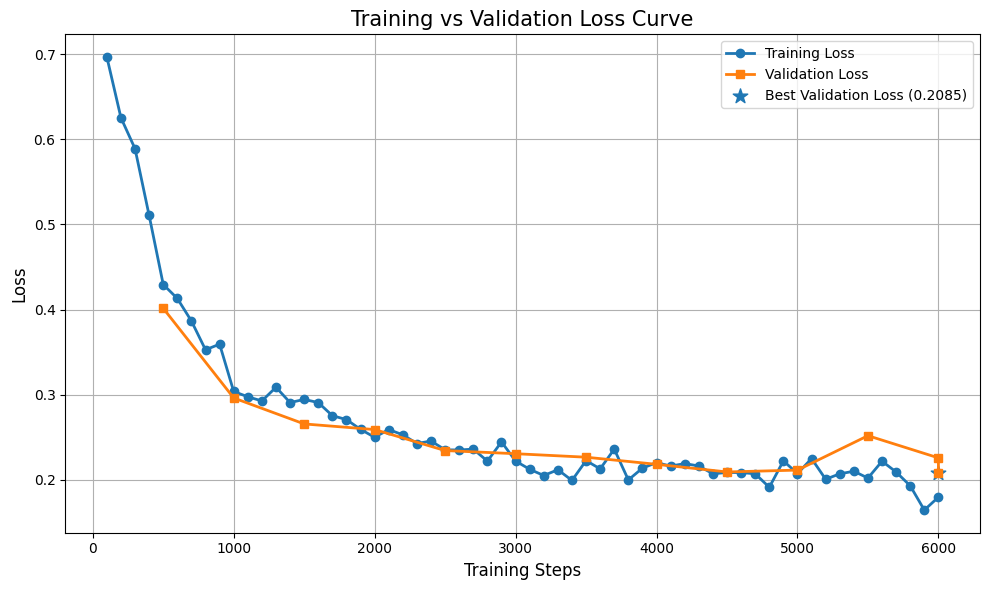 Training vs Validation Loss Curve
Training Loss
Validation Loss
Best Validation Loss (0.2085)
0.7
0.6
0.5
0.4
0.3
0.2
Loss
0
1000
2000
3000
4000
5000
6000
Training Steps